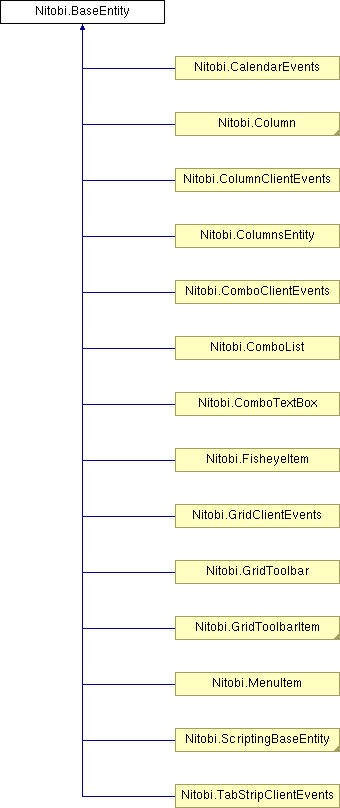 Nitobi.BaseEntity
Nitobi.CalendarEvents
Nitobi.Column
Nitobi.ColumnClientEvents
Nitobi.ColumnsEntity
Nitobi.ComboClientEvents
Nitobi.ComboList
Nitobi.ComboTextBox
Nitobi.FisheyeItem
Nitobi.GridClientEvents
Nitobi.GridToolbar
Nitobi.GridToolbarItem
Nitobi.MenuItem
Nitobi.ScriptingBaseEntity
Nitobi.TabStripClientEvents